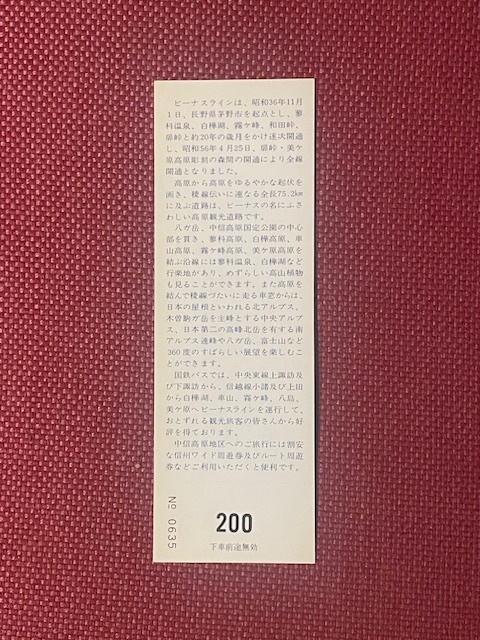 ビーナスラインは、昭和36年11月
1日、長野県茅野市を起点とし、蓼
科温泉、白樺湖、霧ケ峰、和田峠、
扉峠と約20年の歳月をかけ逐次開通
し、昭和56年4月25日、扉峠・美ケ
原高原彫刻の森間の開通により全線
開通となりました。
高原から高原をゆるやかな起伏を
画き、稜線伝いに連なる全長75.2km
に及ぶ道路は、ビーナスの名にふさ
わしい高原観光道路です。
八ガ岳、中信高原国定公園の中心
部を貫き、蓼科高原、白樺高原、車
山高原、霧ケ峰高原、美ケ原高原を
結ぶ沿線には蓼科温泉、白樺湖など
行楽地があり、めずらしい高山植物
も見ることができます。また高原を
結んで稜線づたいに走る車窓からは、
日本の屋根といわれる北アルプス、
木曽駒ガ岳を主峰とする中央アルプ
ス、日本第二の高峰北岳を有する南
アルプス連峰や八ガ岳、富士山など
360度のすばらしい展望を楽しむこ
とができます。
国鉄バスでは、中央東線上諏訪及
び下諏訪から、信越線小諸及び上田
から白樺湖、車山、霧ケ峰、八島、
美ケ原へビーナスラインを運行して、
おとずれる観光旅客の皆さんから好
評を得ております。
中信高原地区へのご旅行には割安
な信州ワイド周遊券及びルート周遊
券などご利用いただくと便利です。
№ 0635
200
下車前途無効